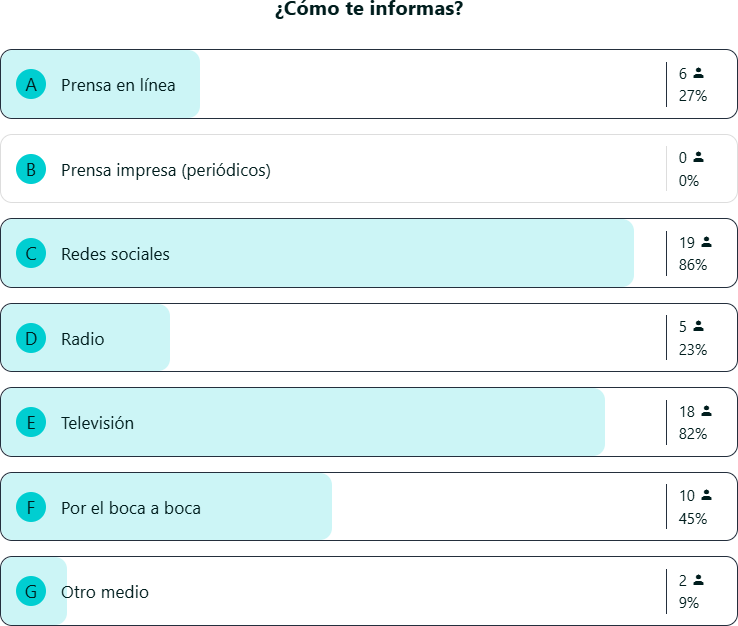 ¿Cómo te informas?
A Prensa en línea 6
27%
B Prensa impresa (periódicos) 0
0%
C Redes sociales 19
86%
D Radio 5
23%
E Televisión 18
82%
F Por el boca a boca 10
45%
G Otro medio 2
9%